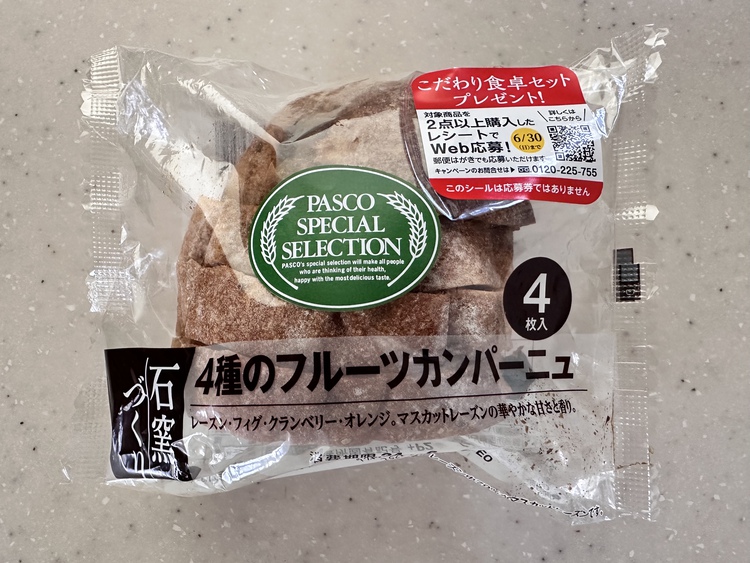 こだわり食卓セット
プレゼント!
対象商品を
2点以上購入した
レシートで
Web応募!
6/30
(日)まで
詳しくは
こちらから
郵便はがきでも応募いただけます
キャンペーンのお問合せは▶0120-225-755
このシールは応募券ではありません
PASCO
SPECIAL
SELECTION
PASCO's special selection will make all people
who are thinking of their health,
happy with the most delicious taste.
4
枚入
石窯
づくり
4種のフルーツカンパーニュ
レーズン・フィグ・クランベリー・オレンジ。マスカットレーズンの華やかな甘さと香り。